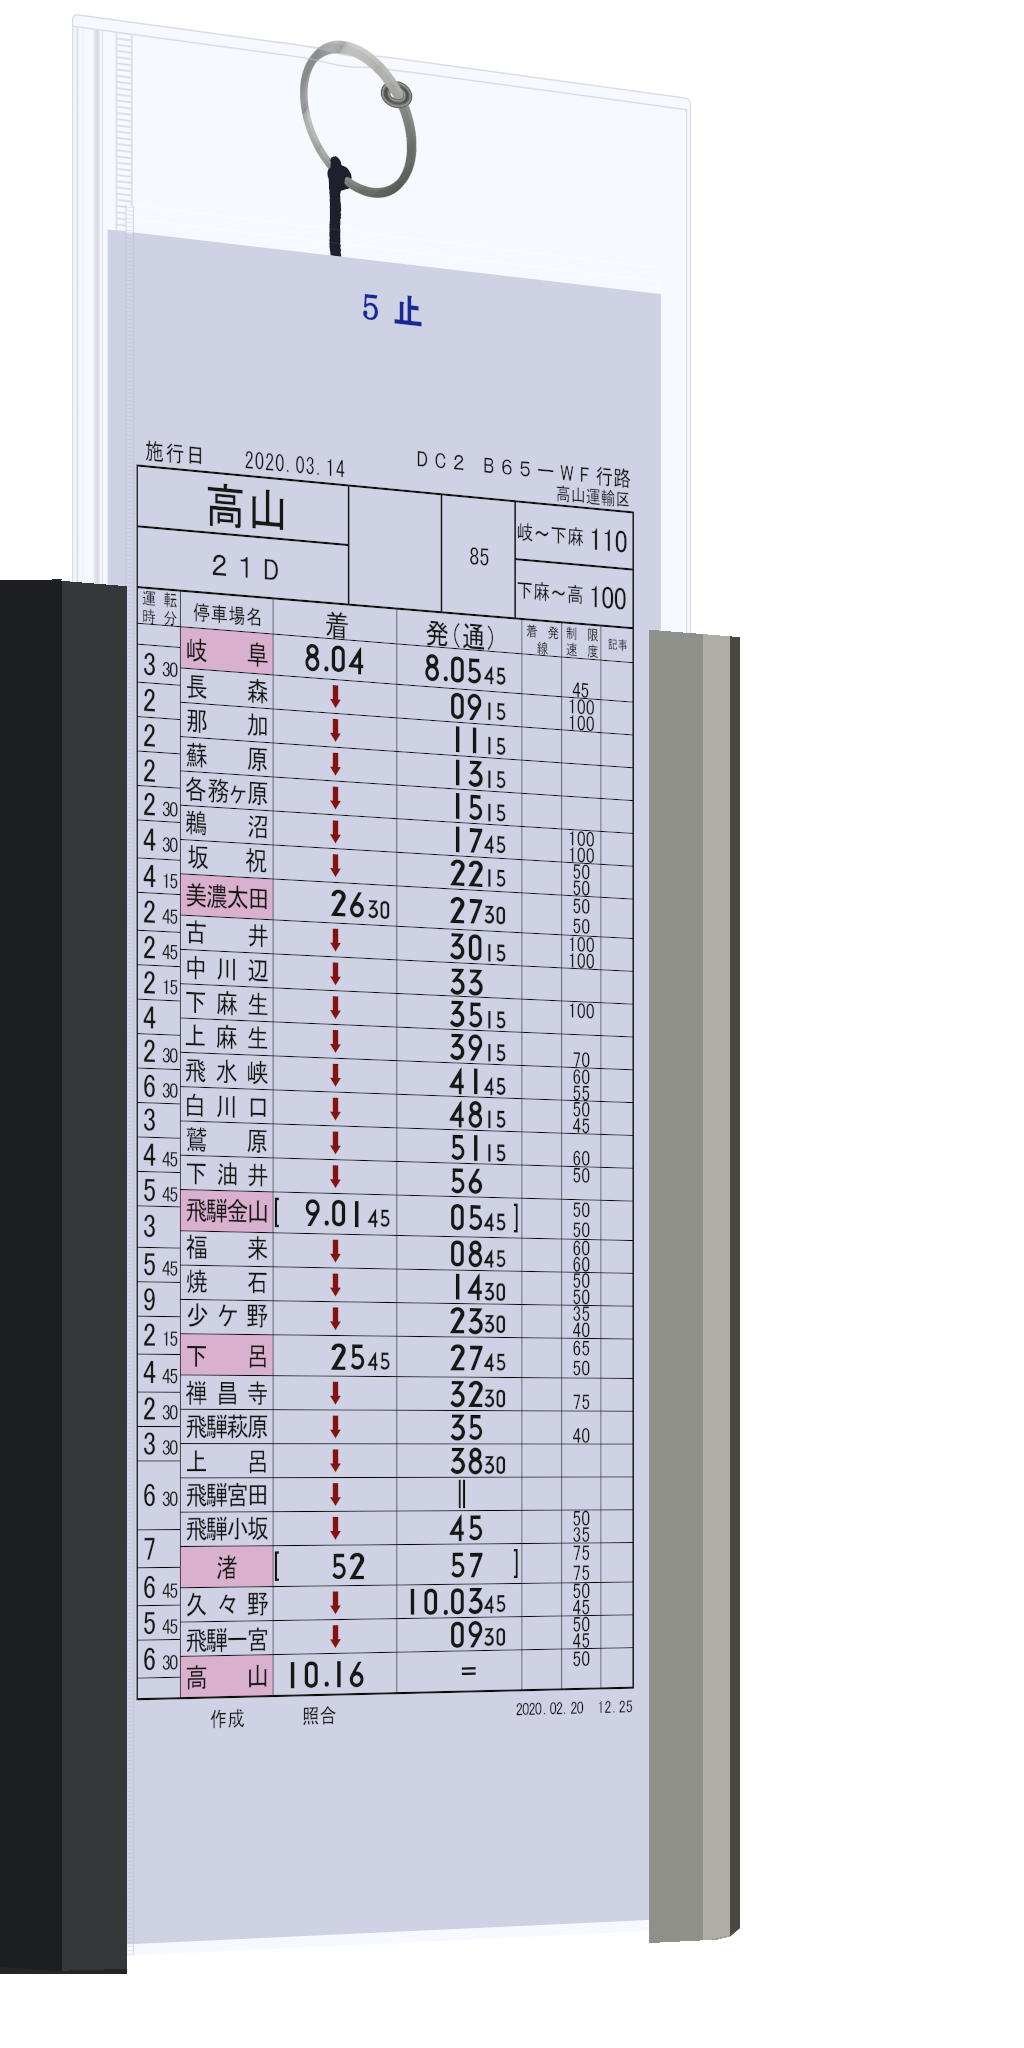 5 止
施行日 2020.03.14 DC2 B65ーWF行路
高山運輸区
高山 85 岐～下麻 110
21D 下麻～高 100
運転時分 停車場名 着 発(通) 着発線 制限速度 記事
岐阜 8.04 8.05 45
3 30 45
長森 ↓ 09 15 100
2 100
那加 ↓ 11 15
2
蘇原 ↓ 13 15
2
各務ヶ原 ↓ 15 15
2 30
鵜沼 ↓ 17 45 100
4 30 100
坂祝 ↓ 22 15 50
4 15 50
美濃太田 26 30 27 30 50
2 45 50
古井 ↓ 30 15 100
2 45 100
中川辺 ↓ 33
2 15
下麻生 ↓ 35 15 100
4
上麻生 ↓ 39 15
2 30 70
飛水峡 ↓ 41 45 60
6 30 55
白川口 ↓ 48 15 50
3 45
鷲原 ↓ 51 15
4 45 60
下油井 ↓ 56 50
5 45
飛騨金山 [ 9.01 45 05 45 ] 50
3 50
福来 ↓ 08 45 60
5 45 60
焼石 ↓ 14 30 50
9 50
少ケ野 ↓ 23 30 35
2 15 40
下呂 25 45 27 45 65
4 45 50
禅昌寺 ↓ 32 30
2 30 75
飛騨萩原 ↓ 35
3 30 40
上呂 ↓ 38 30
飛騨宮田 ↓ ‖
6 30
飛騨小坂 ↓ 45 50
7 35
渚 [ 52 57 ] 75
6 45 75
久々野 ↓ 10.03 45 50
5 45 45
飛騨一宮 ↓ 09 30 50
6 30 45
高山 10.16 = 50
作成 照合 2020.02.20 12.25